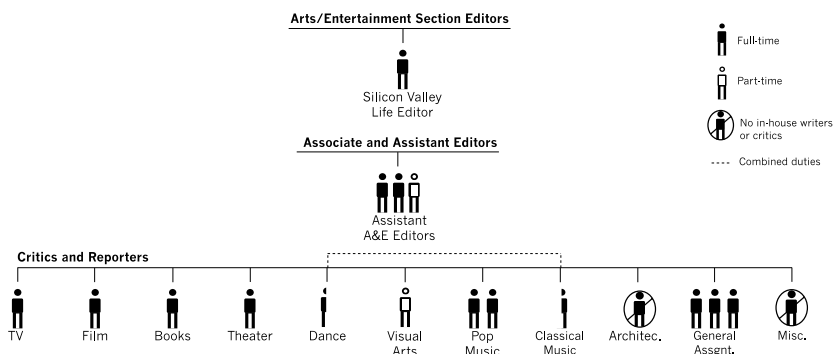 Arts/Entertainment Section Editors
Silicon Valley
Life Editor
Associate and Assistant Editors
Assistant
A&E Editors
Full-time
Part-time
No in-house writers
or critics
Combined duties
Critics and Reporters
TV
Film
Books
Theater
Dance
Visual
Arts
Pop
Music
Classical
Music
Architec.
General
Assgnt.
Misc.